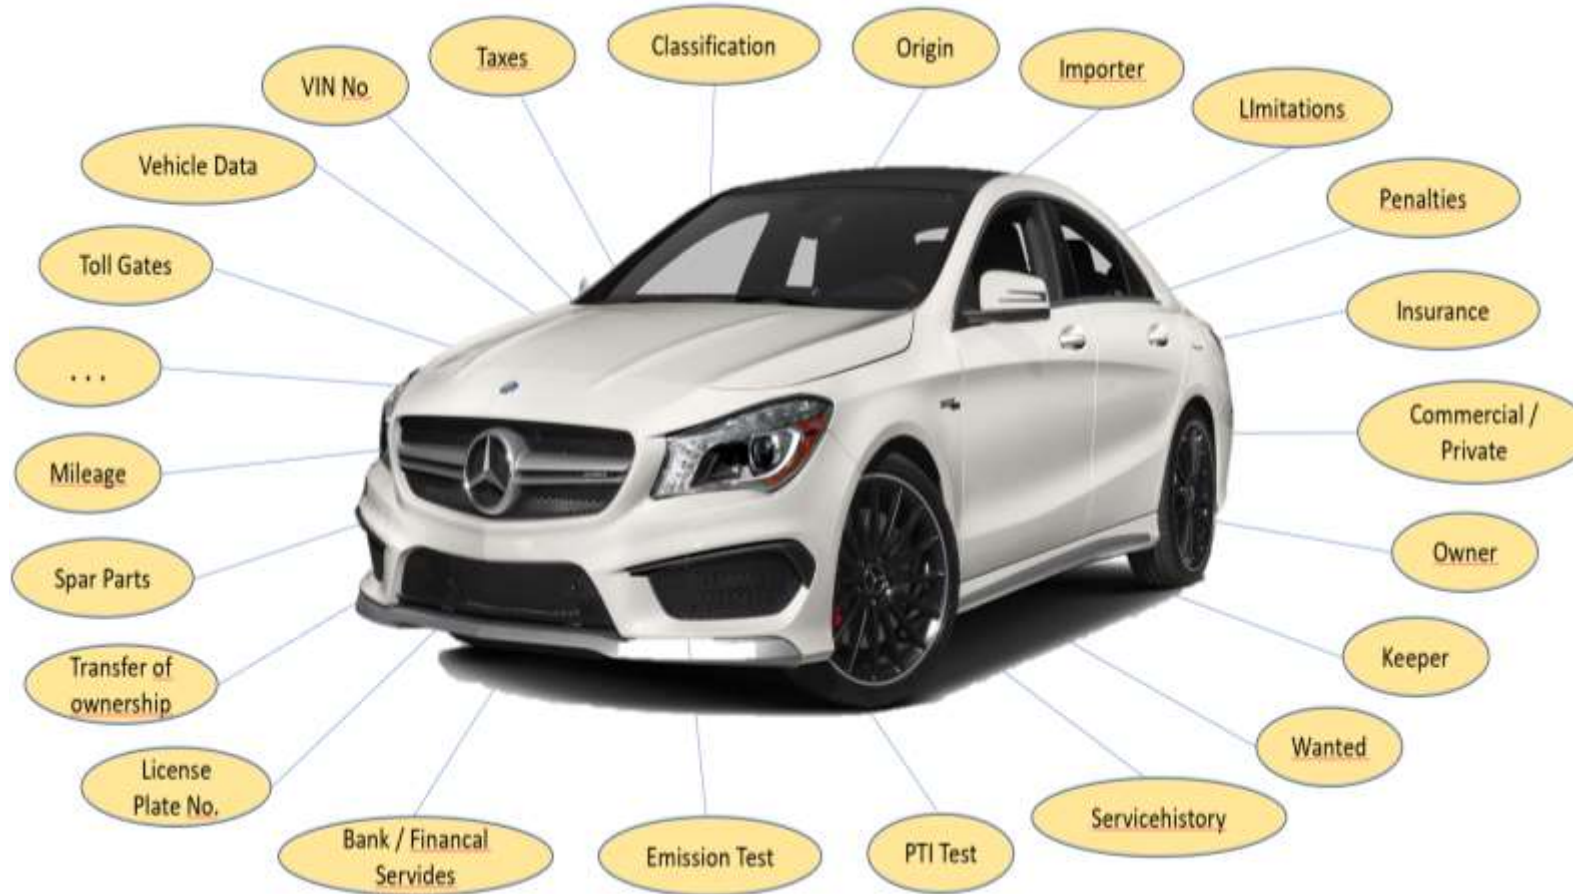 Classification
Origin
Taxes
Importer
VIN No
LImitations
Vehicle Data
Penalties
Toll Gates
Insurance
...
Commercial /
Private
Mileage
Owner
Spar Parts
Keeper
Transfer of
ownership
Wanted
License
Plate No.
Servicehistory
Bank / Financal
Servides
Emission Test
PTI Test